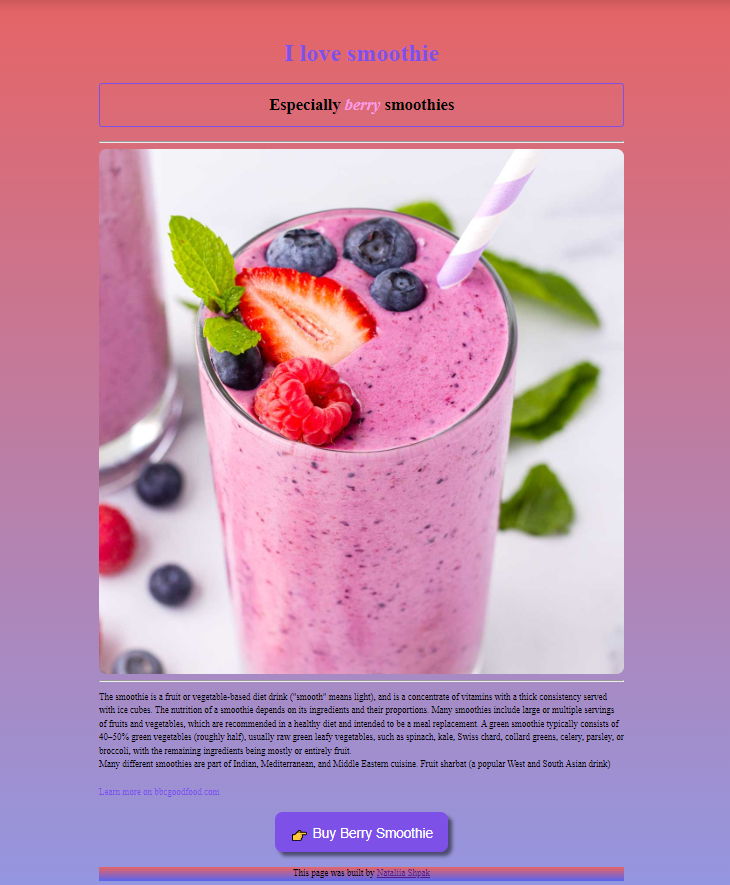 I love smoothie
Especially berry smoothies
The smoothie is a fruit or vegetable-based diet drink ("smooth" means light), and is a concentrate of vitamins with a thick consistency served
with ice cubes. The nutrition of a smoothie depends on its ingredients and their proportions. Many smoothies include large or multiple servings
of fruits and vegetables, which are recommended in a healthy diet and intended to be a meal replacement. A green smoothie typically consists of
40–50% green vegetables (roughly half), usually raw green leafy vegetables, such as spinach, kale, Swiss chard, collard greens, celery, parsley, or
broccoli, with the remaining ingredients being mostly or entirely fruit.
Many different smoothies are part of Indian, Mediterranean, and Middle Eastern cuisine. Fruit sharbat (a popular West and South Asian drink)
Learn more on bbcgoodfood.com
👉 Buy Berry Smoothie
This page was built by Nataliia Shpak